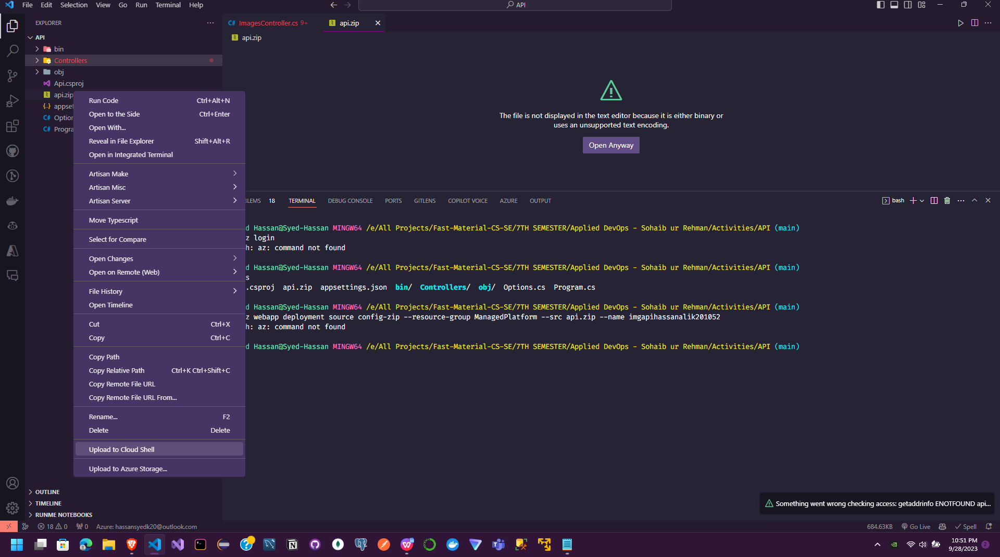 File Edit Selection View Go Run Terminal Help
API
EXPLORER
ImagesController.cs 9+
api.zip
API
api.zip
bin
Controllers
obj
Api.csproj
api.zip
appset
Option
Progra
Run Code Ctrl+Alt+N
Open to the Side Ctrl+Enter
Open With...
Reveal in File Explorer Shift+Alt+R
Open in Integrated Terminal
Artisan Make
Artisan Misc
Artisan Server
Move Typescript
Select for Compare
Open Changes
Open on Remote (Web)
File History
Open Timeline
Cut Ctrl+X
Copy Ctrl+C
Copy Path
Copy Relative Path Ctrl+K Ctrl+Shift+C
Copy Remote File URL
Copy Remote File URL From...
Rename... F2
Delete Delete
Upload to Cloud Shell
Upload to Azure Storage...
The file is not displayed in the text editor because it is either binary or
uses an unsupported text encoding.
Open Anyway
BLEMS 18 TERMINAL DEBUG CONSOLE PORTS GITLENS COPILOT VOICE AZURE OUTPUT
bash
d Hassan@Syed-Hassan MINGW64 /e/All Projects/Fast-Material-CS-SE/7TH SEMESTER/Applied DevOps - Sohaib ur Rehman/Activities/API (main)
z login
h: az: command not found
d Hassan@Syed-Hassan MINGW64 /e/All Projects/Fast-Material-CS-SE/7TH SEMESTER/Applied DevOps - Sohaib ur Rehman/Activities/API (main)
s
.csproj api.zip appsettings.json bin/ Controllers/ obj/ Options.cs Program.cs
d Hassan@Syed-Hassan MINGW64 /e/All Projects/Fast-Material-CS-SE/7TH SEMESTER/Applied DevOps - Sohaib ur Rehman/Activities/API (main)
z webapp deployment source config-zip --resource-group ManagedPlatform --src api.zip --name imgapihassanalik201052
h: az: command not found
d Hassan@Syed-Hassan MINGW64 /e/All Projects/Fast-Material-CS-SE/7TH SEMESTER/Applied DevOps - Sohaib ur Rehman/Activities/API (main)
OUTLINE
TIMELINE
RUNME NOTEBOOKS
Something went wrong checking access: getaddrinfo ENOTFOUND api...
18 0 0 Azure: hassansyedk20@outlook.com
684.63KB Go Live Spell
10:51 PM
9/28/2023
2